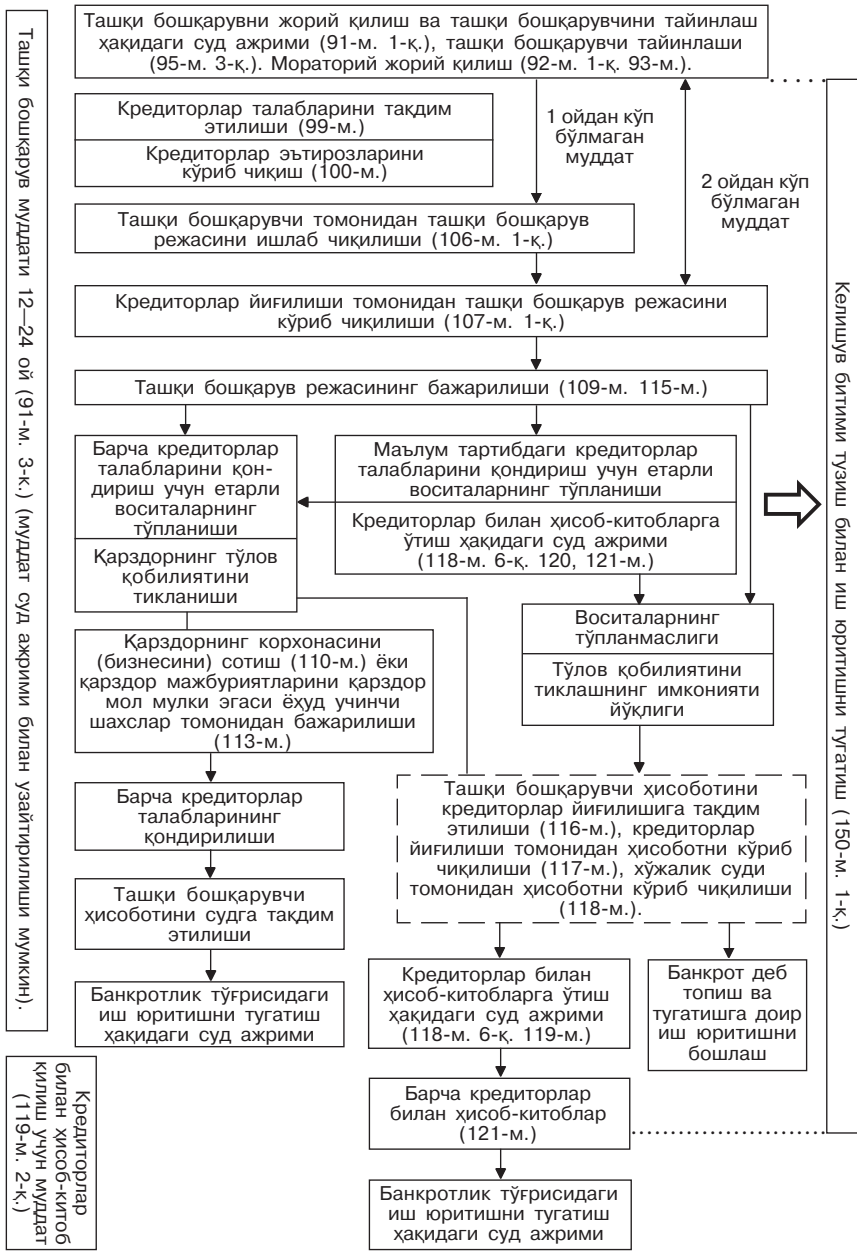 Ташқи бошқарувни жорий қилиш ва ташқи бошқарувчини тайинлаш
ҳақидаги суд ажрими (91-м. 1-қ.), ташқи бошқарувчи тайинлаши
(95-м. 3-қ.). Мораторий жорий қилиш (92-м. 1-қ. 93-м.).
Ташқи бошқарув муддати 12—24 ой (91-м. 3-к.) (муддат суд ажрими билан узайтирилиши мумкин).
Кредиторлар талабларини тақдим
этилиши (99-м.)
Кредиторлар эътирозларини
кўриб чиқиш (100-м.)
1 ойдан кўп
бўлмаган
муддат
2 ойдан кўп
бўлмаган
муддат
Ташқи бошқарувчи томонидан ташқи бошқарув
режасини ишлаб чиқилиши (106-м. 1-қ.)
Кредиторлар йиғилиши томонидан ташқи бошқарув режасини
кўриб чиқилиши (107-м. 1-қ.)
Ташқи бошқарув режасининг бажарилиши (109-м. 115-м.)
Келишув битими тузиш билан иш юритишни тугатиш (150-м. 1-қ.)
Барча кредиторлар
талабларини қон-
дириш учун етарли
воситаларнинг
тўпланиши
Қарздорнинг тўлов
қобилиятини
тикланиши
Маълум тартибдаги кредиторлар
талабларини қондириш учун етарли
воситаларнинг тўпланиши
Кредиторлар билан ҳисоб-китобларга
ўтиш ҳақидаги суд ажрими
(118-м. 6-қ. 120, 121-м.)
Қарздорнинг корхонасини
(бизнесини) сотиш (110-м.) ёки
қарздор мажбуриятларини қарздор
мол мулки эгаси ёҳуд учинчи
шахслар томонидан бажарилиши
(113-м.)
Воситаларнинг
тўпланмаслиги
Тўлов қобилиятини
тиклашнинг имконияти
йўқлиги
Барча кредиторлар
талабларининг
қондирилиши
Ташқи бошқарувчи ҳисоботини
кредиторлар йиғилишига тақдим
этилиши (116-м.), кредиторлар
йиғилиши томонидан ҳисоботни кўриб
чиқилиши (117-м.), хўжалик суди
томонидан ҳисоботни кўриб чиқилиши
(118-м.).
Ташқи бошқарувчи
ҳисоботини судга тақдим
этилиши
Банкротлик тўғрисидаги
иш юритишни тугатиш
ҳақидаги суд ажрими
Кредиторлар билан
ҳисоб-китобларга ўтиш
ҳақидаги суд ажрими
(118-м. 6-қ. 119-м.)
Банкрот деб
топиш ва
тугатишга доир
иш юритишни
бошлаш
Кредиторлар
билан ҳисоб-китоб
қилиш учун муддат
(119-м. 2-қ.)
Барча кредиторлар
билан ҳисоб-китоблар
(121-м.)
Банкротлик тўғрисидаги
иш юритишни тугатиш
ҳақидаги суд ажрими